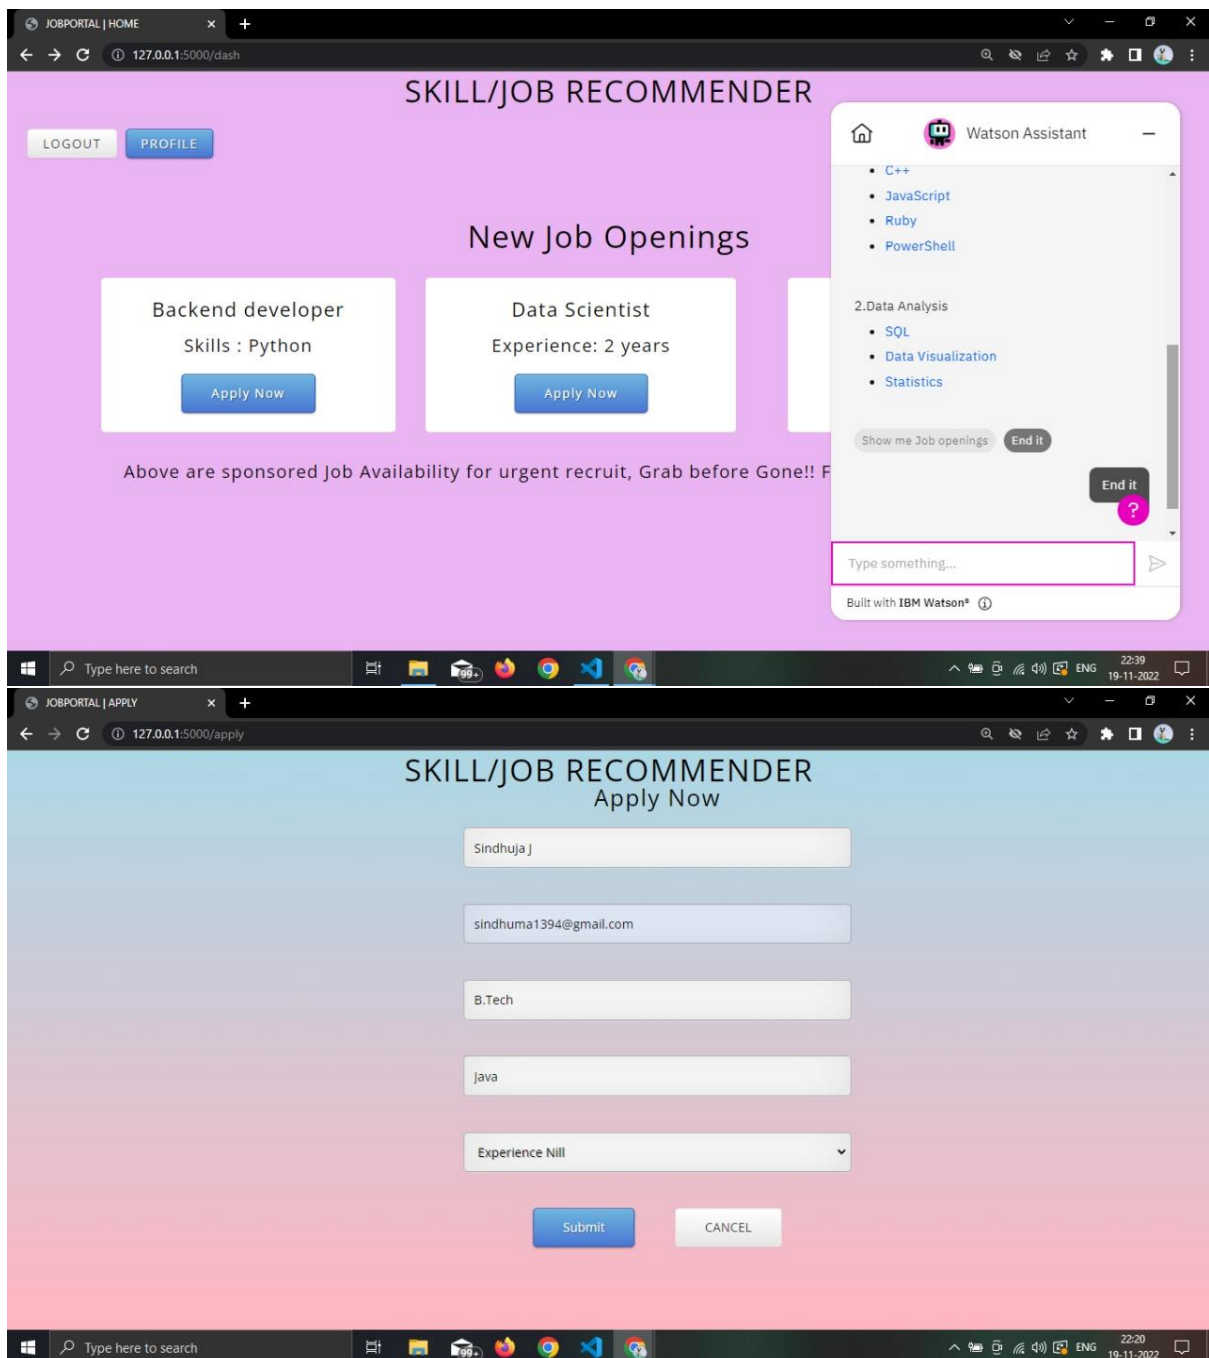 JOBPORTAL | HOME
127.0.0.1:5000/dash
SKILL/JOB RECOMMENDER
LOGOUT
PROFILE
New Job Openings
Backend developer
Skills : Python
Apply Now
Data Scientist
Experience: 2 years
Apply Now
Above are sponsored Job Availability for urgent recruit, Grab before Gone!! F
Watson Assistant
C++
JavaScript
Ruby
PowerShell
2.Data Analysis
SQL
Data Visualization
Statistics
Show me Job openings
End it
End it
?
Type something...
Built with IBM Watson®
Type here to search
99+
ENG
22:39
19-11-2022
JOBPORTAL | APPLY
127.0.0.1:5000/apply
SKILL/JOB RECOMMENDER
Apply Now
Sindhuja J
sindhuma1394@gmail.com
B.Tech
Java
Experience Nill
Submit
CANCEL
Type here to search
99+
ENG
22:20
19-11-2022